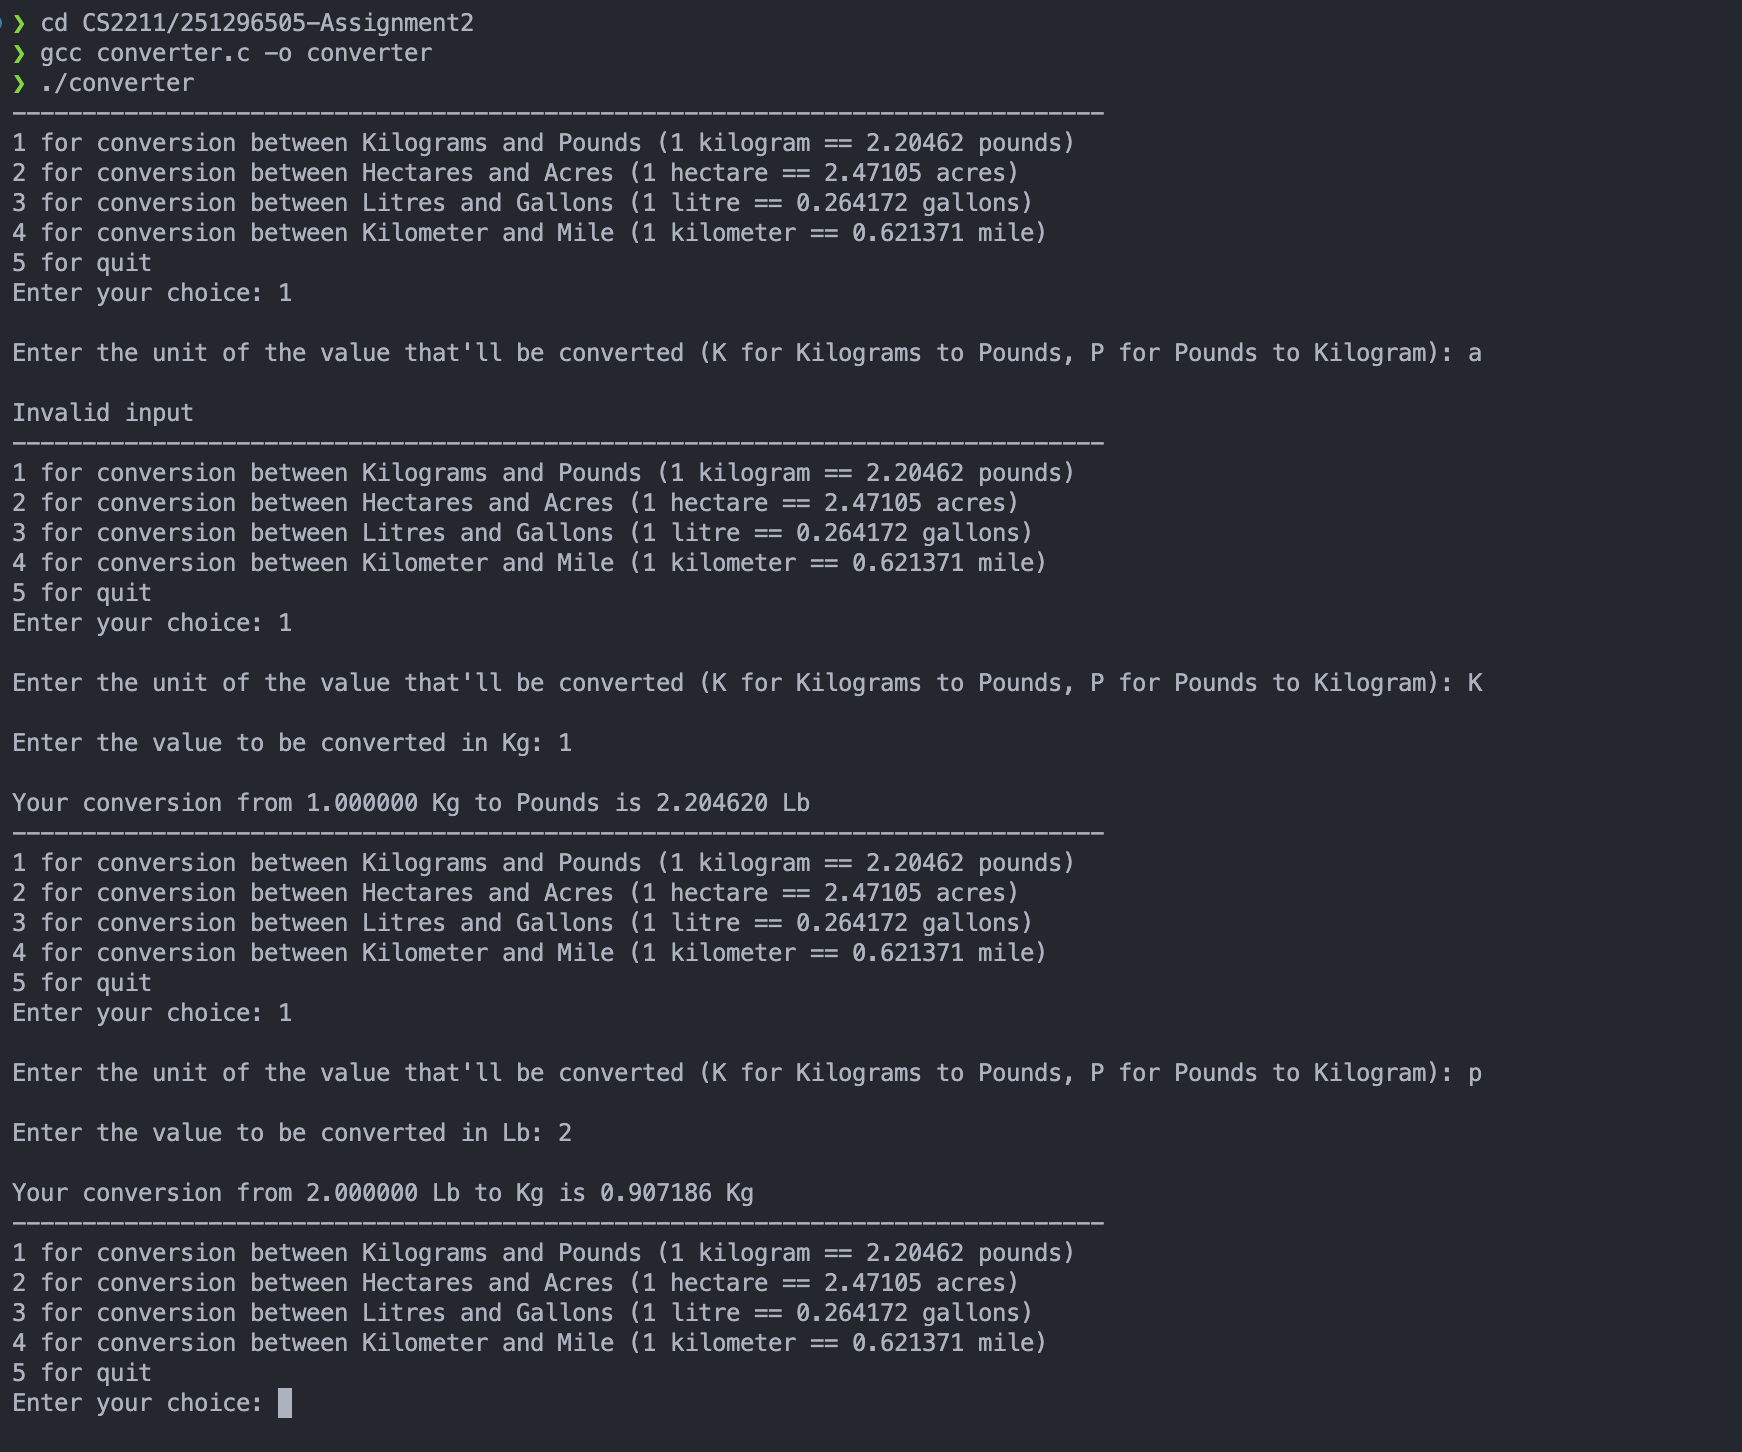 ❯ cd CS2211/251296505-Assignment2
❯ gcc converter.c -o converter
❯ ./converter
------------------------------------------------------------------------------
1 for conversion between Kilograms and Pounds (1 kilogram == 2.20462 pounds)
2 for conversion between Hectares and Acres (1 hectare == 2.47105 acres)
3 for conversion between Litres and Gallons (1 litre == 0.264172 gallons)
4 for conversion between Kilometer and Mile (1 kilometer == 0.621371 mile)
5 for quit
Enter your choice: 1
Enter the unit of the value that'll be converted (K for Kilograms to Pounds, P for Pounds to Kilogram): a
Invalid input
------------------------------------------------------------------------------
1 for conversion between Kilograms and Pounds (1 kilogram == 2.20462 pounds)
2 for conversion between Hectares and Acres (1 hectare == 2.47105 acres)
3 for conversion between Litres and Gallons (1 litre == 0.264172 gallons)
4 for conversion between Kilometer and Mile (1 kilometer == 0.621371 mile)
5 for quit
Enter your choice: 1
Enter the unit of the value that'll be converted (K for Kilograms to Pounds, P for Pounds to Kilogram): K
Enter the value to be converted in Kg: 1
Your conversion from 1.000000 Kg to Pounds is 2.204620 Lb
------------------------------------------------------------------------------
1 for conversion between Kilograms and Pounds (1 kilogram == 2.20462 pounds)
2 for conversion between Hectares and Acres (1 hectare == 2.47105 acres)
3 for conversion between Litres and Gallons (1 litre == 0.264172 gallons)
4 for conversion between Kilometer and Mile (1 kilometer == 0.621371 mile)
5 for quit
Enter your choice: 1
Enter the unit of the value that'll be converted (K for Kilograms to Pounds, P for Pounds to Kilogram): p
Enter the value to be converted in Lb: 2
Your conversion from 2.000000 Lb to Kg is 0.907186 Kg
------------------------------------------------------------------------------
1 for conversion between Kilograms and Pounds (1 kilogram == 2.20462 pounds)
2 for conversion between Hectares and Acres (1 hectare == 2.47105 acres)
3 for conversion between Litres and Gallons (1 litre == 0.264172 gallons)
4 for conversion between Kilometer and Mile (1 kilometer == 0.621371 mile)
5 for quit
Enter your choice: